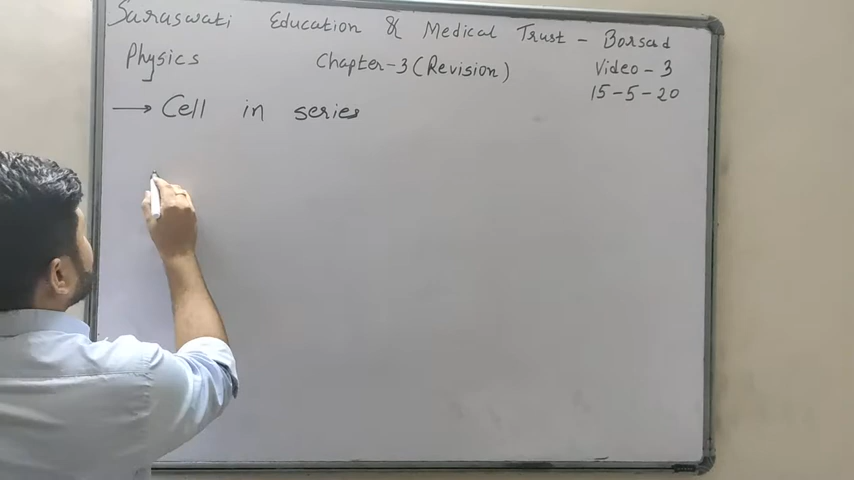 Saraswati Education & Medical Trust - Borsad
Physics Chapter-3 (Revision) Video - 3
15-5-20
→ Cell in series